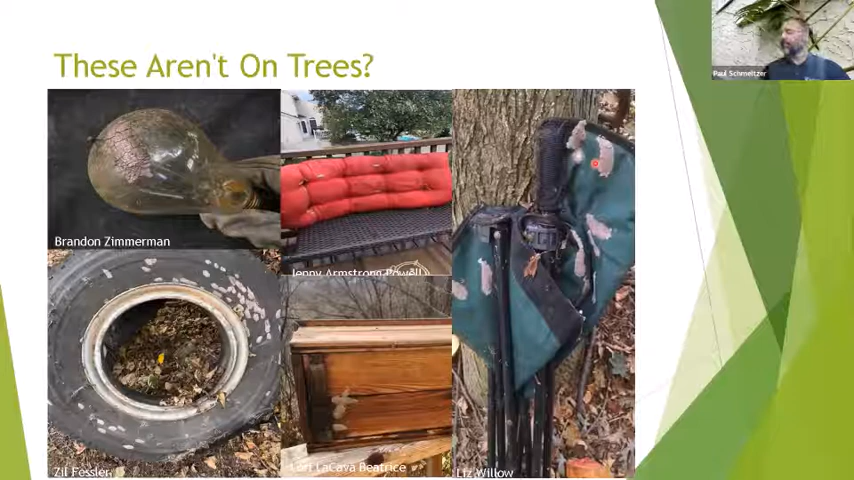 These Aren't On Trees?
Paul Schmeltzer
Brandon Zimmerman
Jenny Armstrong Powell
Zil Fessler
Lori LaCava Beatrice
Liz Willow